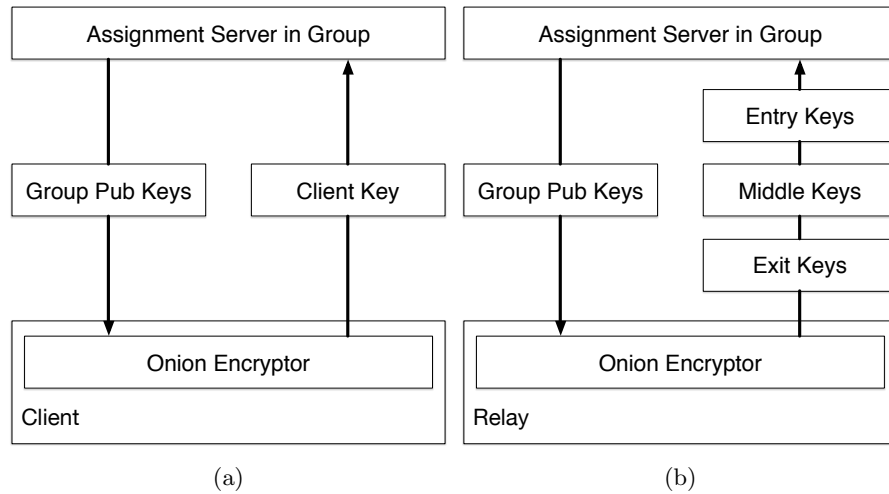 Assignment Server in Group
Group Pub Keys
Client Key
Onion Encryptor
Client
(a)
Assignment Server in Group
Entry Keys
Group Pub Keys
Middle Keys
Exit Keys
Onion Encryptor
Relay
(b)